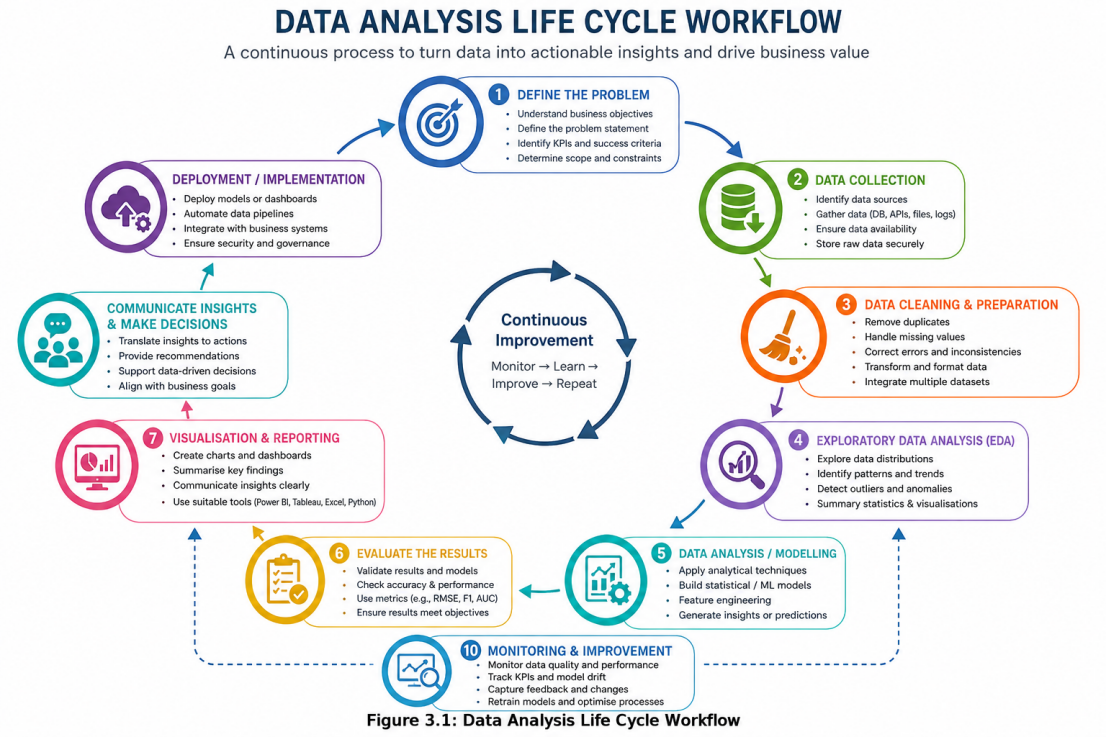 DATA ANALYSIS LIFE CYCLE WORKFLOW
A continuous process to turn data into actionable insights and drive business value
1 DEFINE THE PROBLEM
• Understand business objectives
• Define the problem statement
• Identify KPIs and success criteria
• Determine scope and constraints
2 DATA COLLECTION
• Identify data sources
• Gather data (DB, APIs, files, logs)
• Ensure data availability
• Store raw data securely
3 DATA CLEANING & PREPARATION
• Remove duplicates
• Handle missing values
• Correct errors and inconsistencies
• Transform and format data
• Integrate multiple datasets
4 EXPLORATORY DATA ANALYSIS (EDA)
• Explore data distributions
• Identify patterns and trends
• Detect outliers and anomalies
• Summary statistics & visualisations
5 DATA ANALYSIS / MODELLING
• Apply analytical techniques
• Build statistical / ML models
• Feature engineering
• Generate insights or predictions
6 EVALUATE THE RESULTS
• Validate results and models
• Check accuracy & performance
• Use metrics (e.g., RMSE, F1, AUC)
• Ensure results meet objectives
7 VISUALISATION & REPORTING
• Create charts and dashboards
• Summarise key findings
• Communicate insights clearly
• Use suitable tools (Power BI, Tableau, Excel, Python)
COMMUNICATE INSIGHTS
& MAKE DECISIONS
• Translate insights to actions
• Provide recommendations
• Support data-driven decisions
• Align with business goals
DEPLOYMENT / IMPLEMENTATION
• Deploy models or dashboards
• Automate data pipelines
• Integrate with business systems
• Ensure security and governance
Continuous
Improvement
Monitor → Learn →
Improve → Repeat
10 MONITORING & IMPROVEMENT
• Monitor data quality and performance
• Track KPIs and model drift
• Capture feedback and changes
• Retrain models and optimise processes
Figure 3.1: Data Analysis Life Cycle Workflow